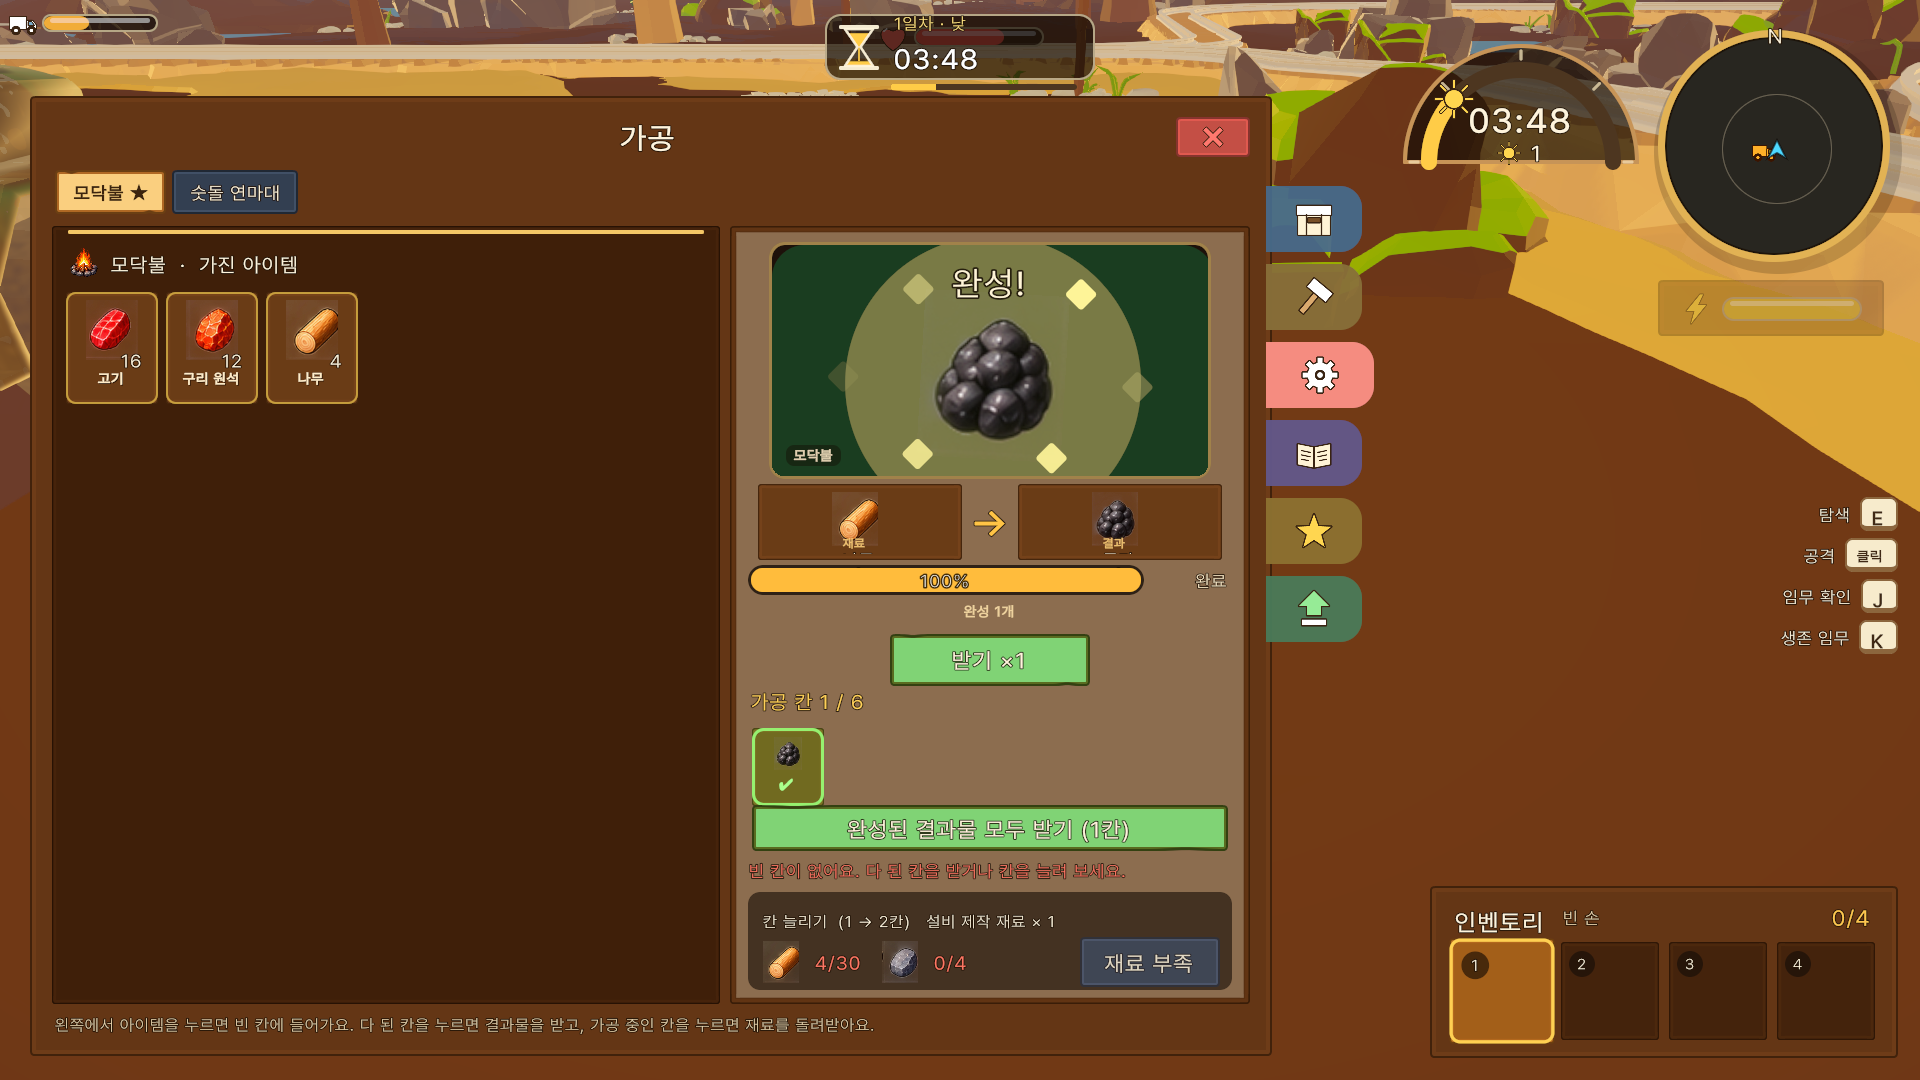 1일차 · 낮
03:48
N
03:48
1
가공
모닥불 ★
숫돌 연마대
모닥불 · 가진 아이템
16
고기
12
구리 원석
4
나무
완성!
모닥불
재료
결과
100%
완료
완성 1개
받기 ×1
가공 칸 1 / 6
완성된 결과물 모두 받기 (1칸)
빈 칸이 없어요. 다 된 칸을 받거나 칸을 늘려 보세요.
칸 늘리기 (1 → 2칸) 설비 제작 재료 × 1
4/30
0/4
재료 부족
왼쪽에서 아이템을 누르면 빈 칸에 들어가요. 다 된 칸을 누르면 결과물을 받고, 가공 중인 칸을 누르면 재료를 돌려받아요.
탐색 E
공격 클릭
임무 확인 J
생존 임무 K
인벤토리 빈 손 0/4
1 2 3 4